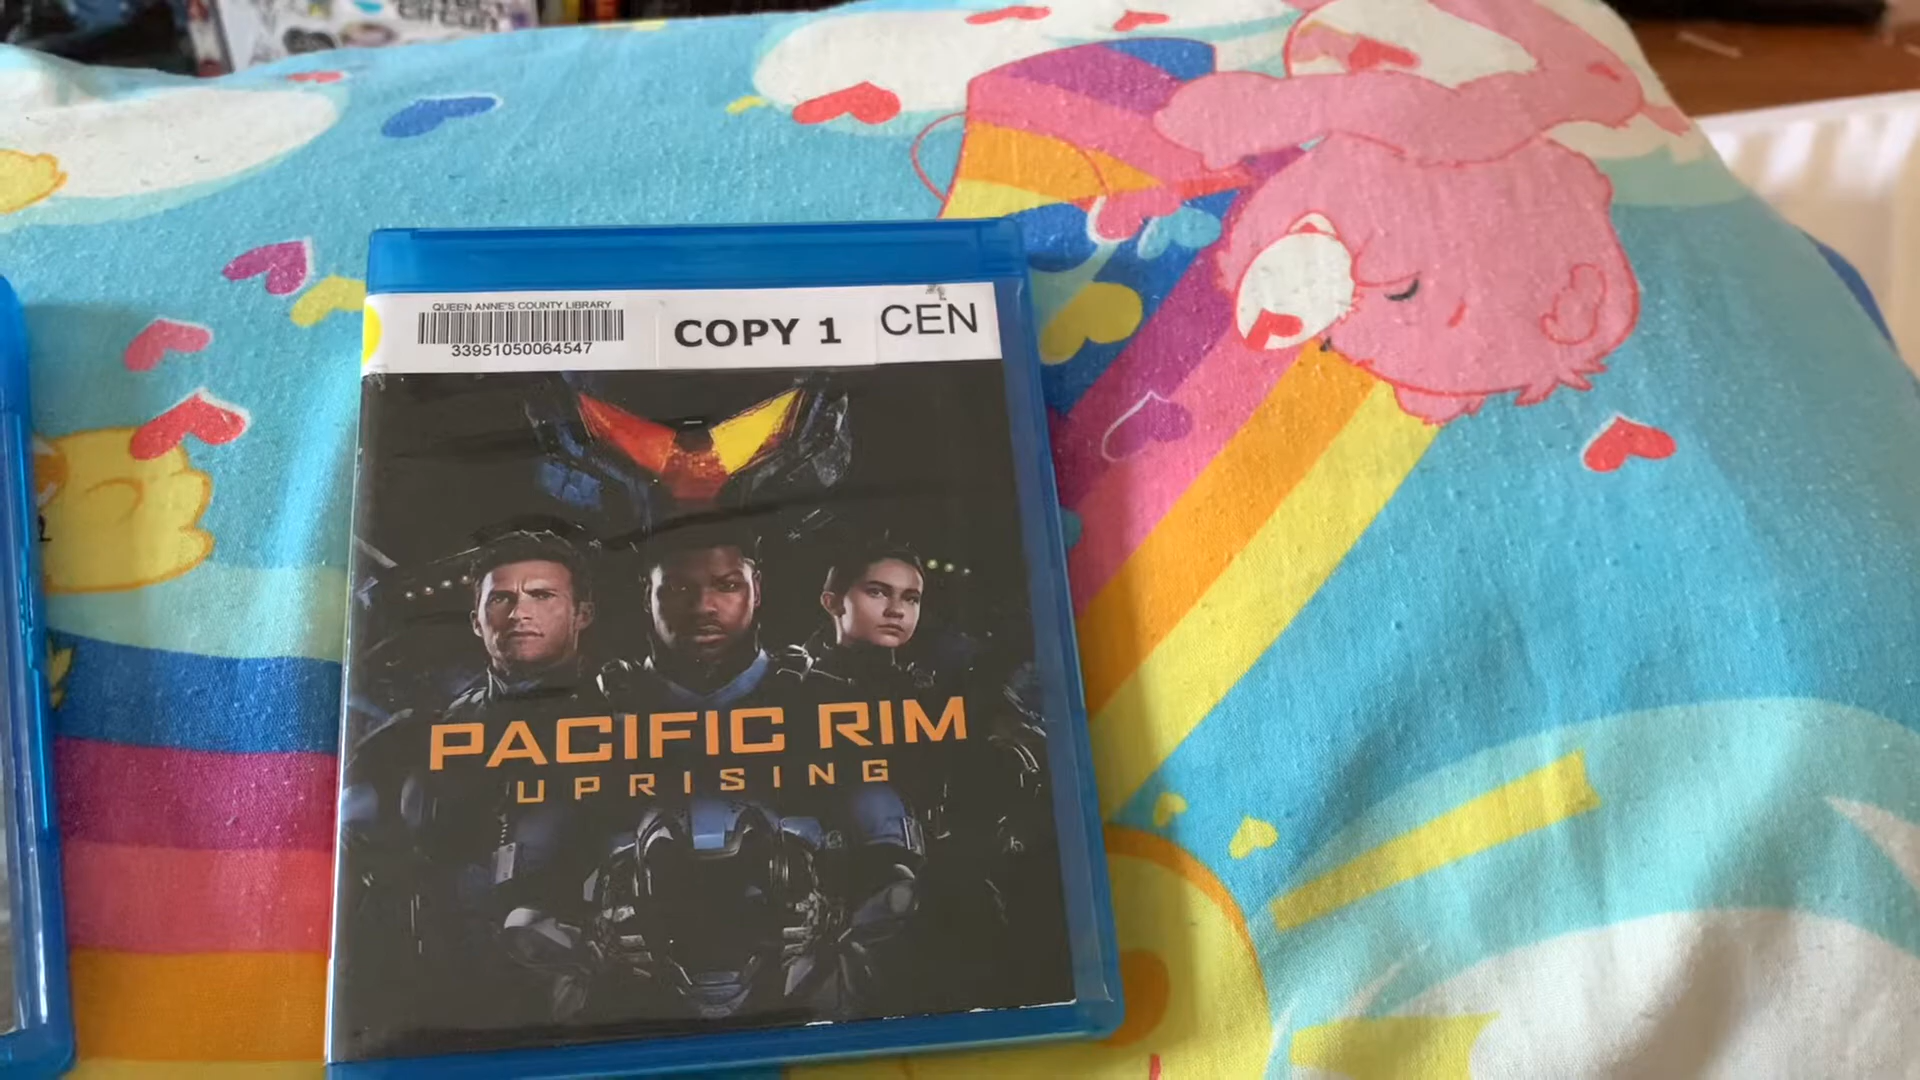 QUEEN ANNE'S COUNTY LIBRARY
33951050064547
COPY 1
CEN
PACIFIC RIM
UPRISING